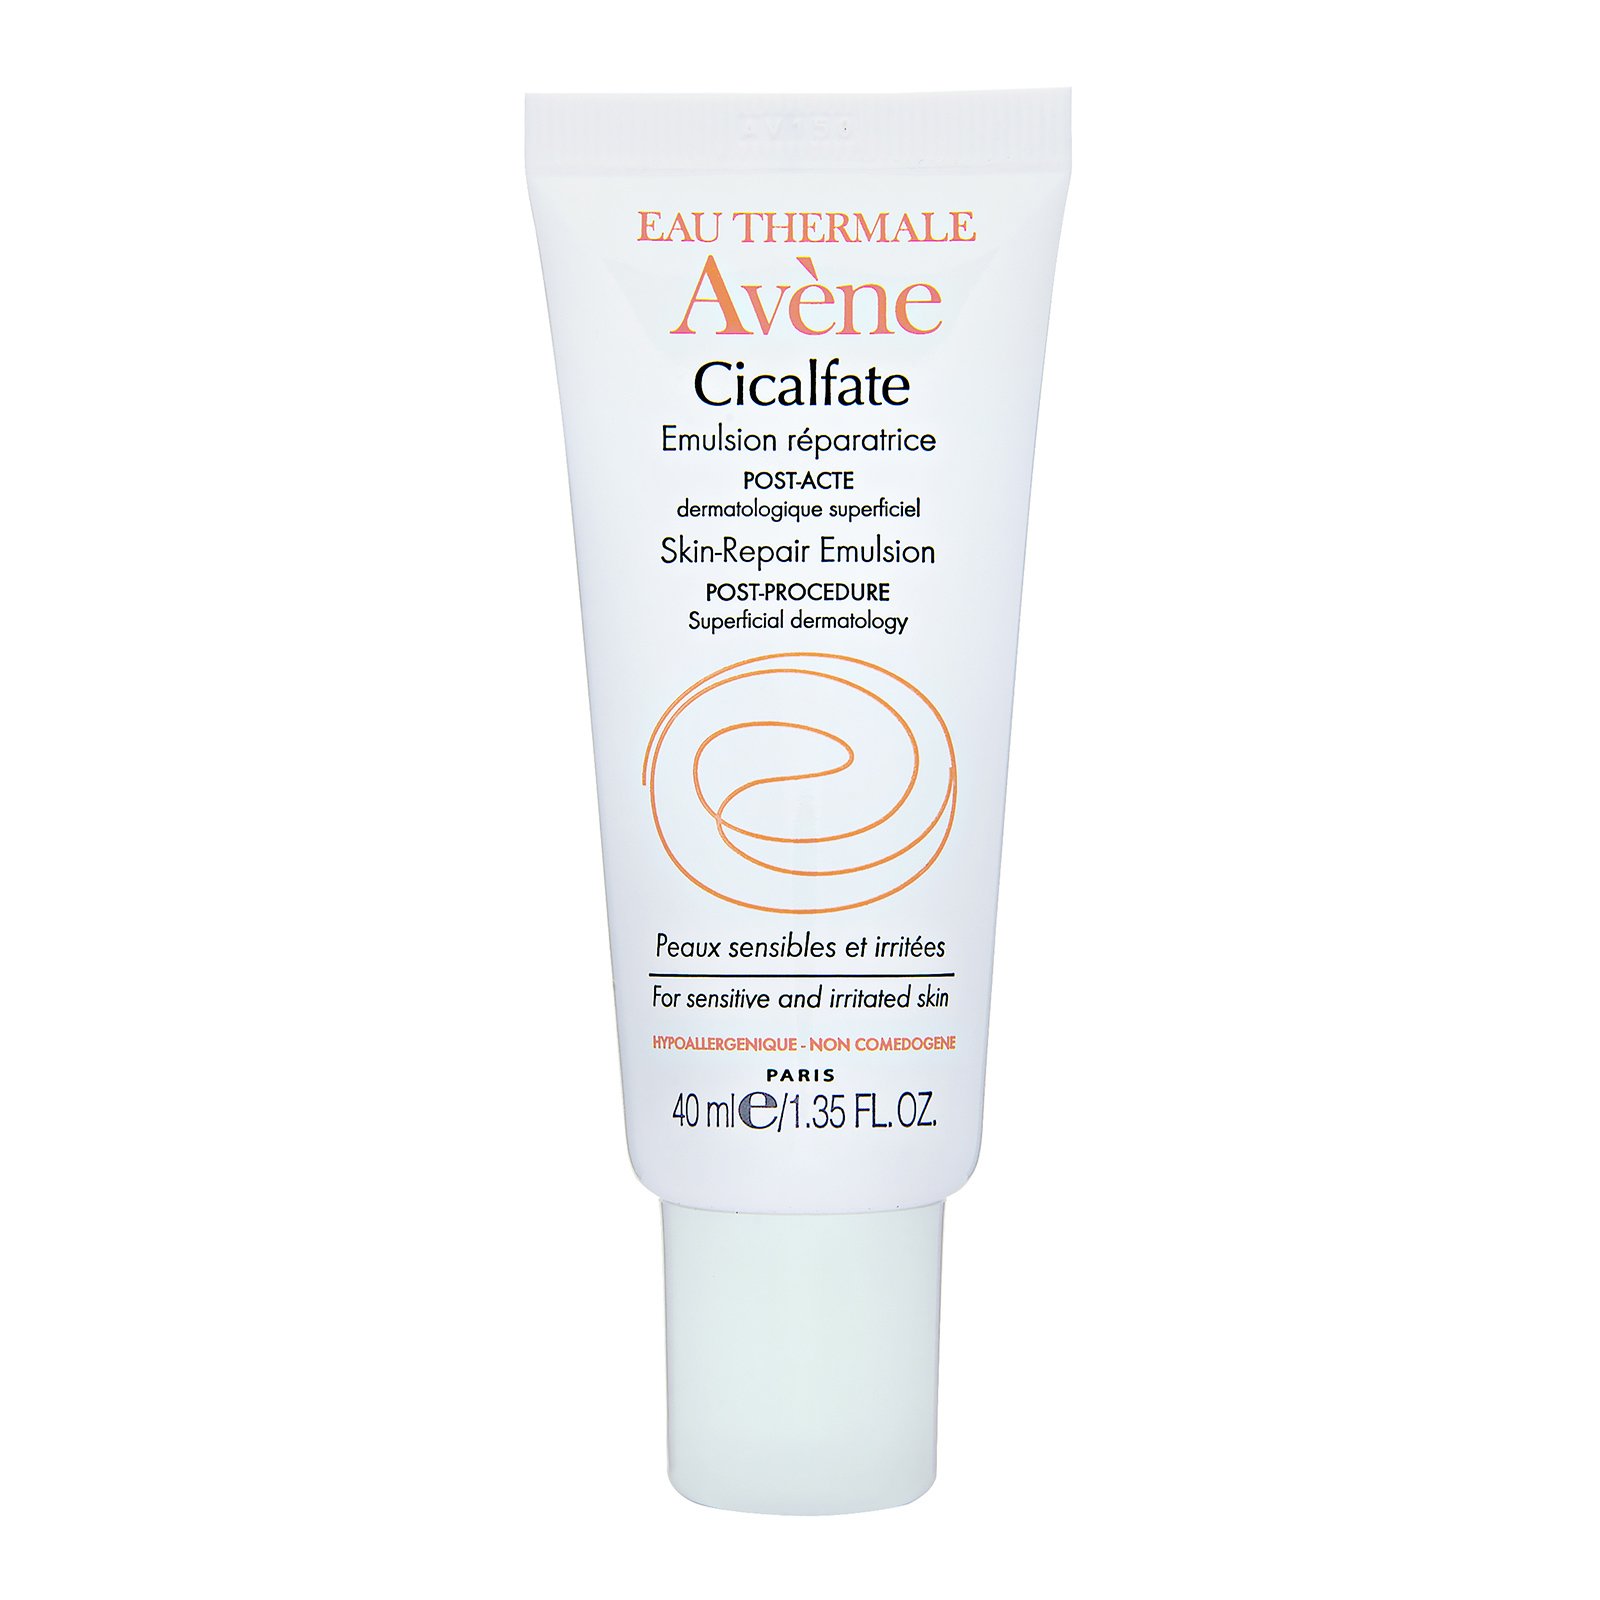 EAU THERMALE
Avène
Cicalfate
Emulsion réparatrice
POST-ACTE
dermatologique superficiel
Skin-Repair Emulsion
POST-PROCEDURE
Superficial dermatology
Peaux sensibles et irritées
For sensitive and irritated skin
HYPOALLERGENIQUE - NON COMEDOGENE
PARIS
40 ml℮/1.35 FL.OZ.